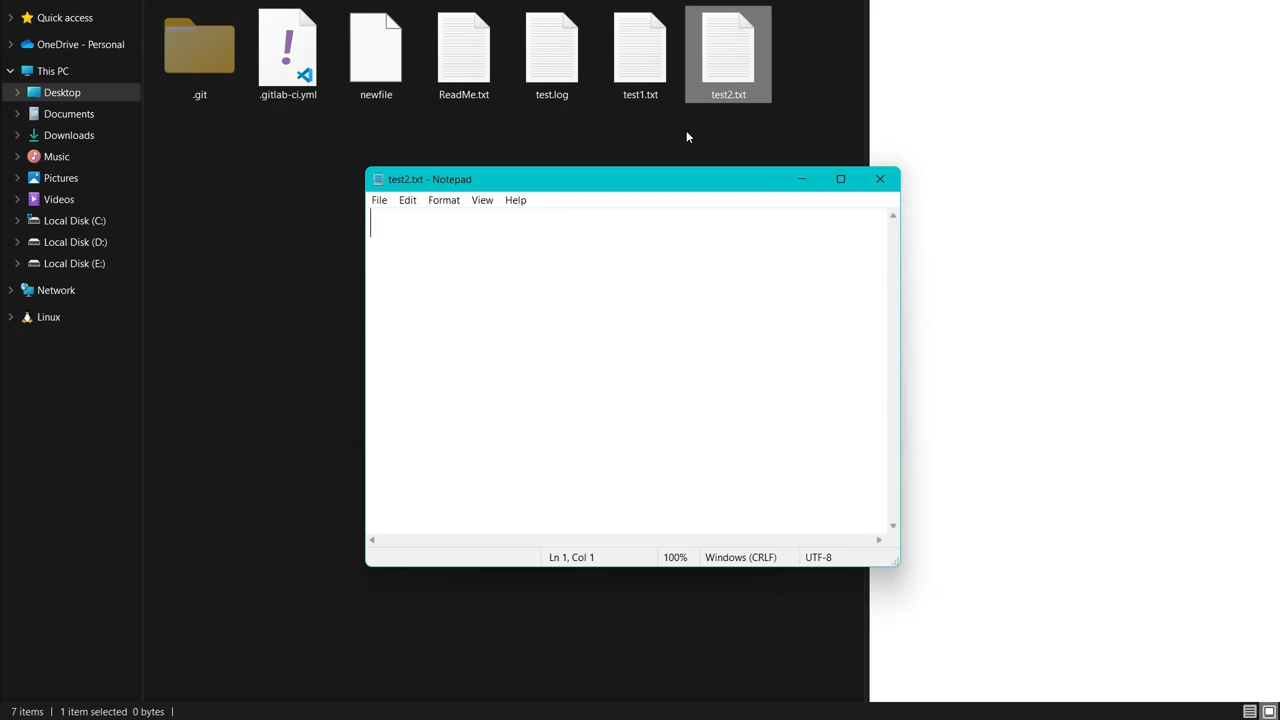 Quick access
OneDrive - Personal
This PC
Desktop
Documents
Downloads
Music
Pictures
Videos
Local Disk (C:)
Local Disk (D:)
Local Disk (E:)
Network
Linux
.git
.gitlab-ci.yml
newfile
ReadMe.txt
test.log
test1.txt
test2.txt
test2.txt - Notepad
File Edit Format View Help
Ln 1, Col 1 100% Windows (CRLF) UTF-8
7 items 1 item selected 0 bytes